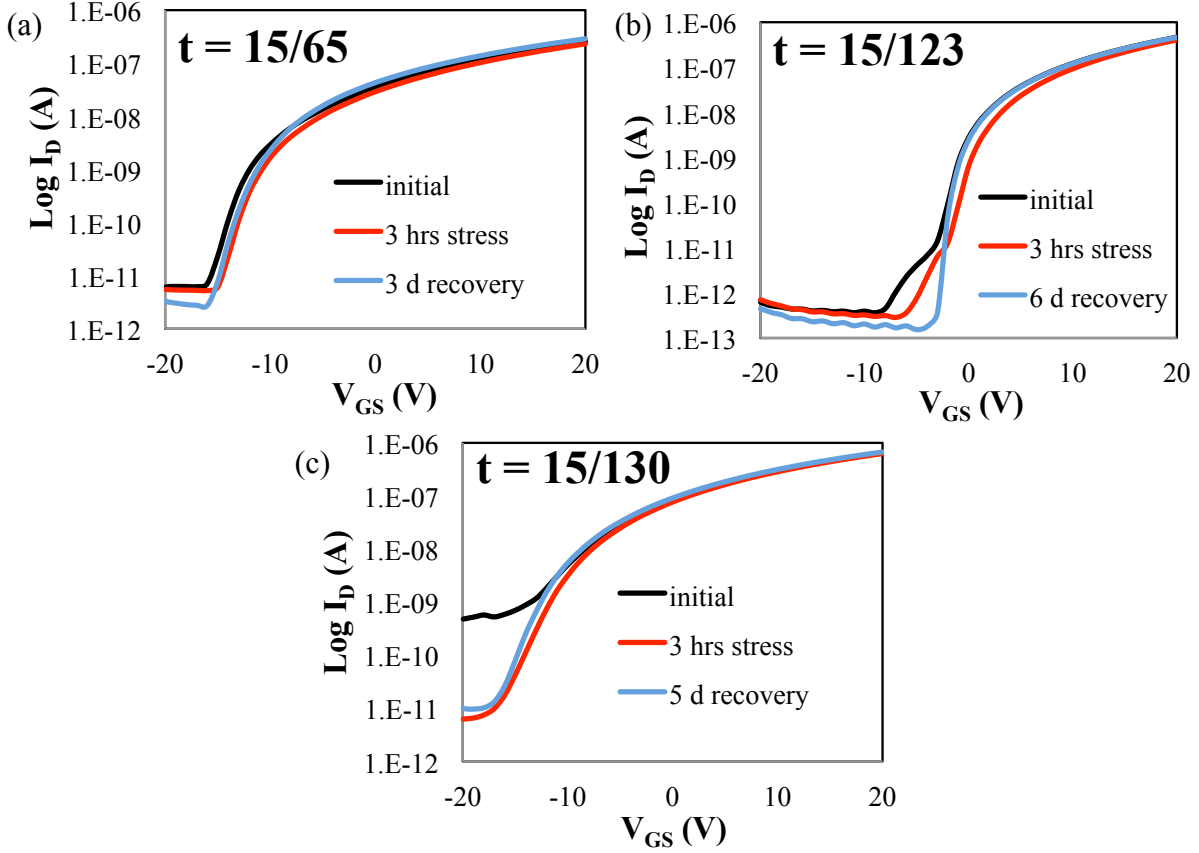 (a)
t = 15/65
Log I_D (A)
1.E-06
1.E-07
1.E-08
1.E-09
1.E-10
1.E-11
1.E-12
initial
3 hrs stress
3 d recovery
-20 -10 0 10 20
V_GS (V)
(b)
t = 15/123
Log I_D (A)
1.E-06
1.E-07
1.E-08
1.E-09
1.E-10
1.E-11
1.E-12
1.E-13
initial
3 hrs stress
6 d recovery
-20 -10 0 10 20
V_GS (V)
(c)
t = 15/130
Log I_D (A)
1.E-06
1.E-07
1.E-08
1.E-09
1.E-10
1.E-11
1.E-12
initial
3 hrs stress
5 d recovery
-20 -10 0 10 20
V_GS (V)